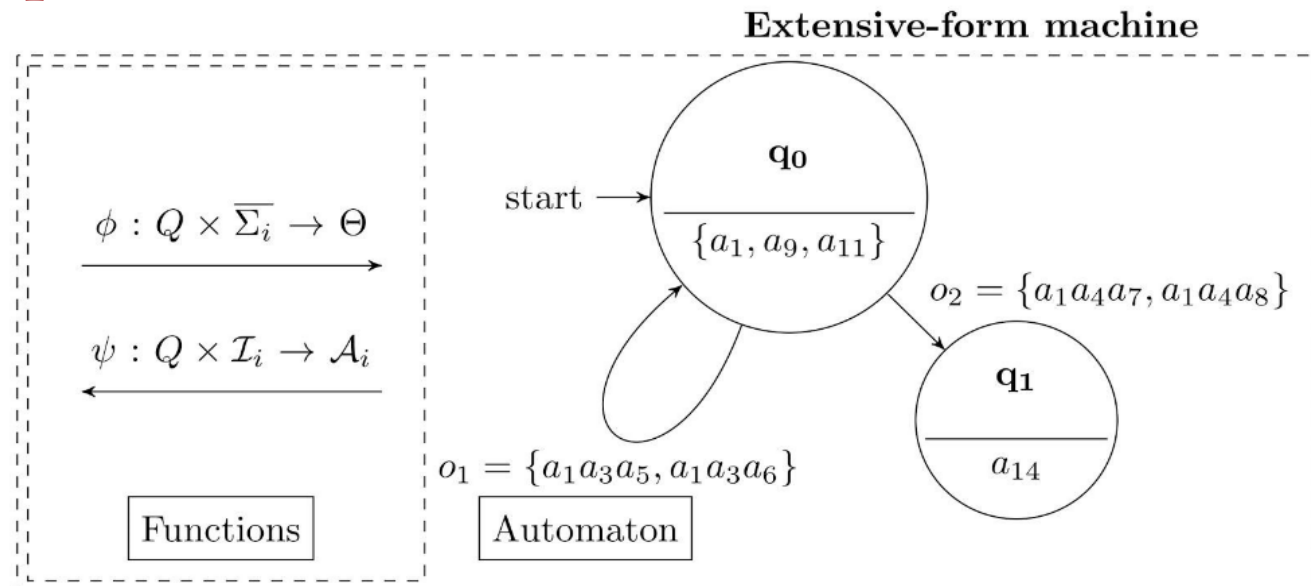 Extensive-form machine
q₀
start
{a₁, a₉, a₁₁}
ϕ : Q × Σᵢ̅ → Θ
o₂ = {a₁a₄a₇, a₁a₄a₈}
ψ : Q × ℐᵢ → 𝒜ᵢ
q₁
a₁₄
o₁ = {a₁a₃a₅, a₁a₃a₆}
Functions
Automaton